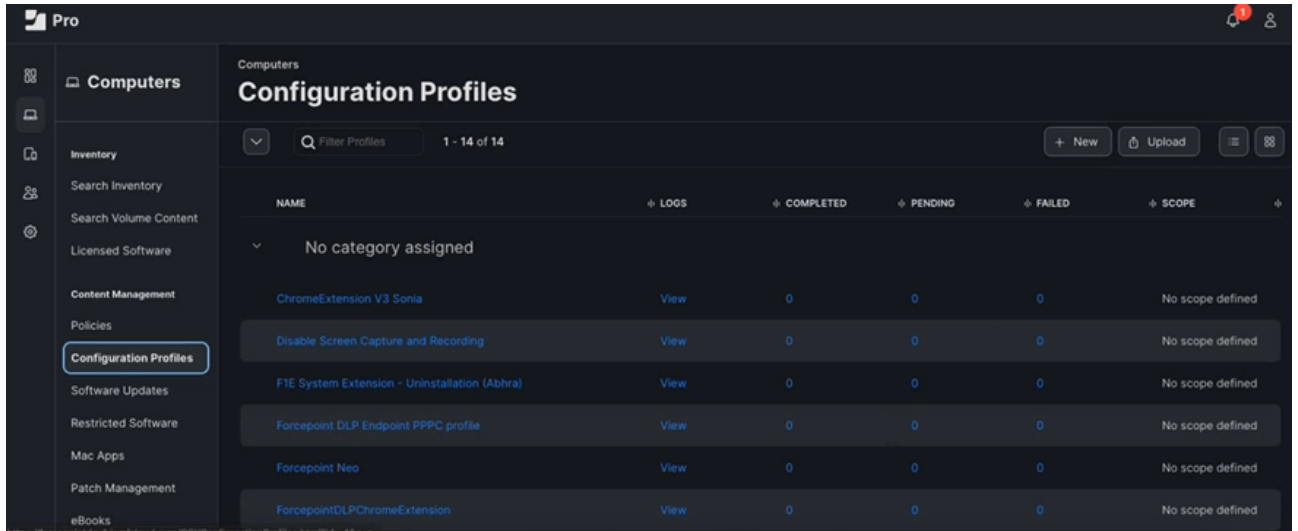 Pro
1
Computers
Computers
Configuration Profiles
Filter Profiles
1 - 14 of 14
+ New
Upload
Inventory
Search Inventory
Search Volume Content
Licensed Software
Content Management
Policies
Configuration Profiles
Software Updates
Restricted Software
Mac Apps
Patch Management
eBooks
NAME LOGS COMPLETED PENDING FAILED SCOPE
No category assigned
ChromeExtension V3 Sonia View 0 0 0 No scope defined
Disable Screen Capture and Recording View 0 0 0 No scope defined
F1E System Extension - Uninstallation (Abhra) View 0 0 0 No scope defined
Forcepoint DLP Endpoint PPPC profile View 0 0 0 No scope defined
Forcepoint Neo View 0 0 0 No scope defined
ForcepointDLPChromeExtension View 0 0 0 No scope defined